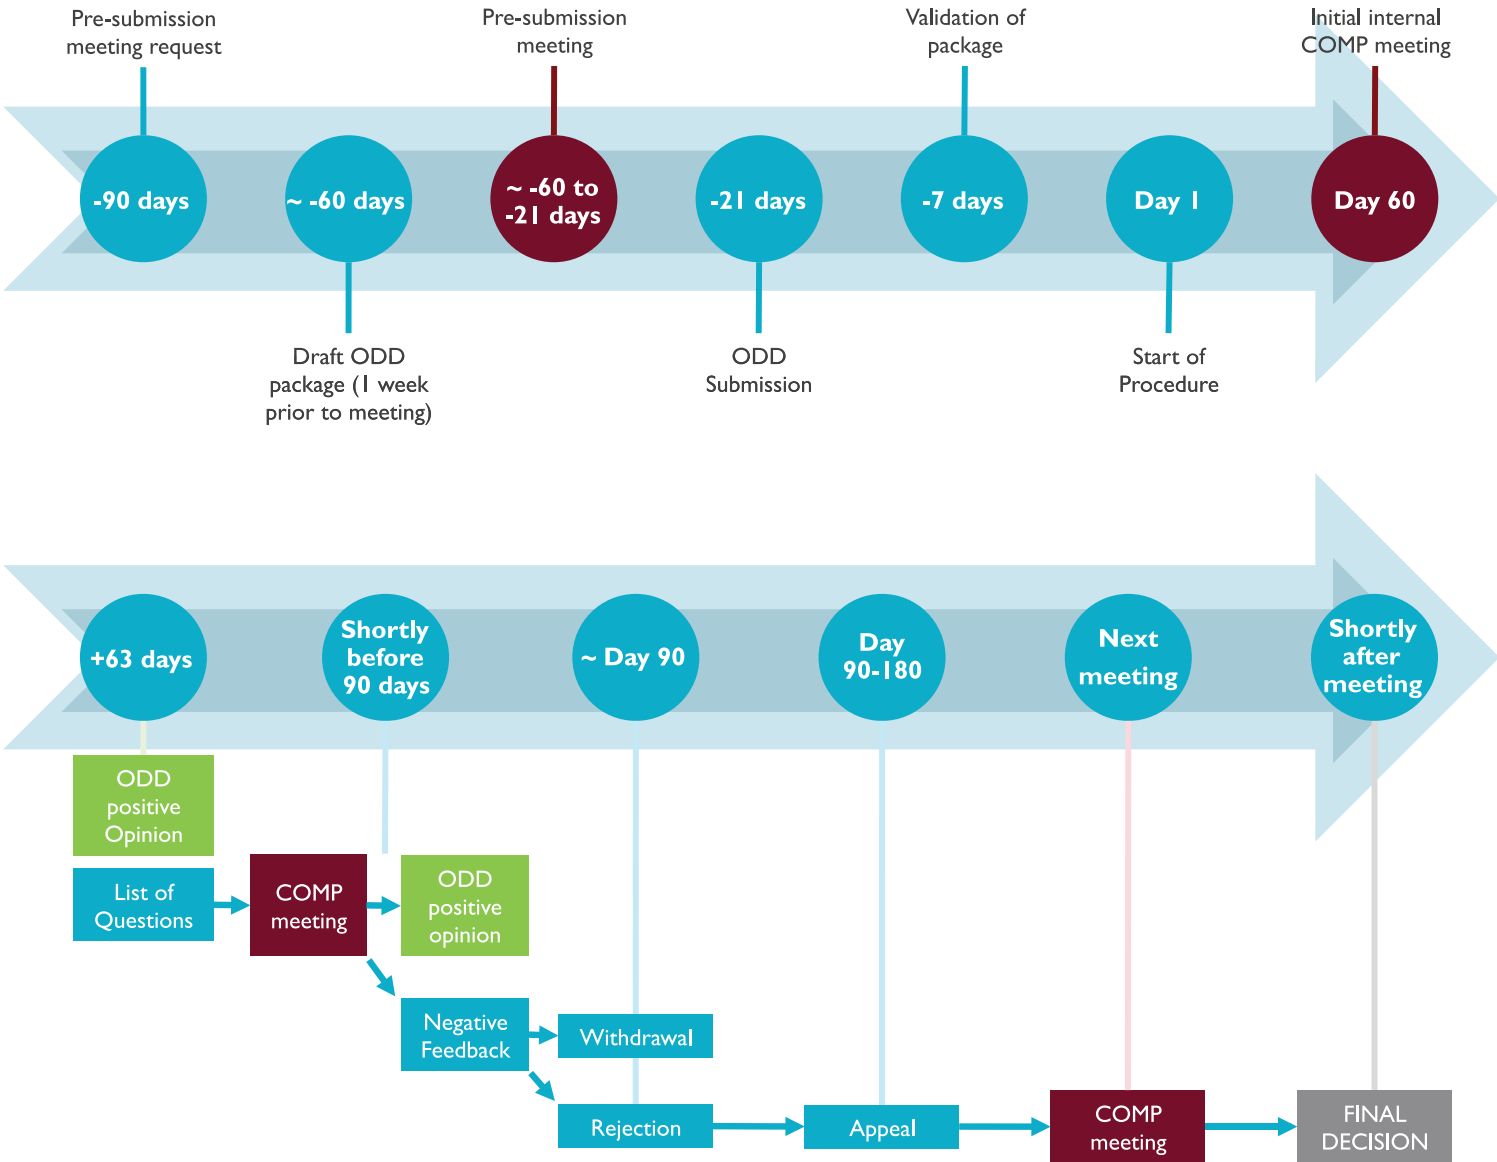 Pre-submission
meeting request
Pre-submission
meeting
Validation of
package
Initial internal
COMP meeting
-90 days
~ -60 days
~ -60 to
-21 days
-21 days
-7 days
Day 1
Day 60
Draft ODD
package (1 week
prior to meeting)
ODD
Submission
Start of
Procedure
+63 days
Shortly
before
90 days
~ Day 90
Day
90-180
Next
meeting
Shortly
after
meeting
ODD
positive
Opinion
List of
Questions
COMP
meeting
ODD
positive
opinion
Negative
Feedback
Withdrawal
Rejection
Appeal
COMP
meeting
FINAL
DECISION